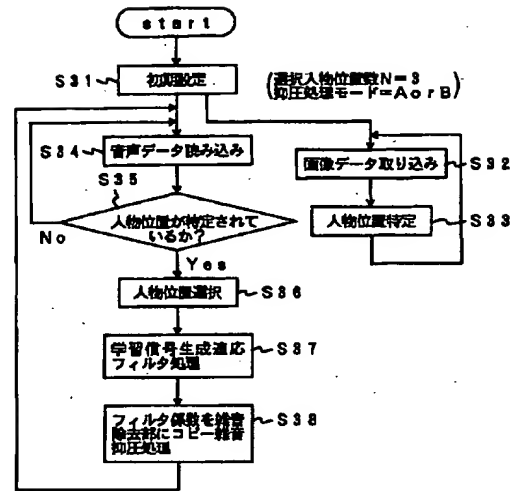 start
S31
初期設定
(選択人物位置数N=3
抑圧処理モード=AorB)
S34
音声データ読み込み
画像データ取り込み
S32
S35
人物位置が特定されて
いるか?
人物位置特定
S33
No
Yes
人物位置選択
S36
学習信号生成適応
フィルタ処理
S37
フィルタ係数を雑音
除去部にコピー雑音
抑圧処理
S38